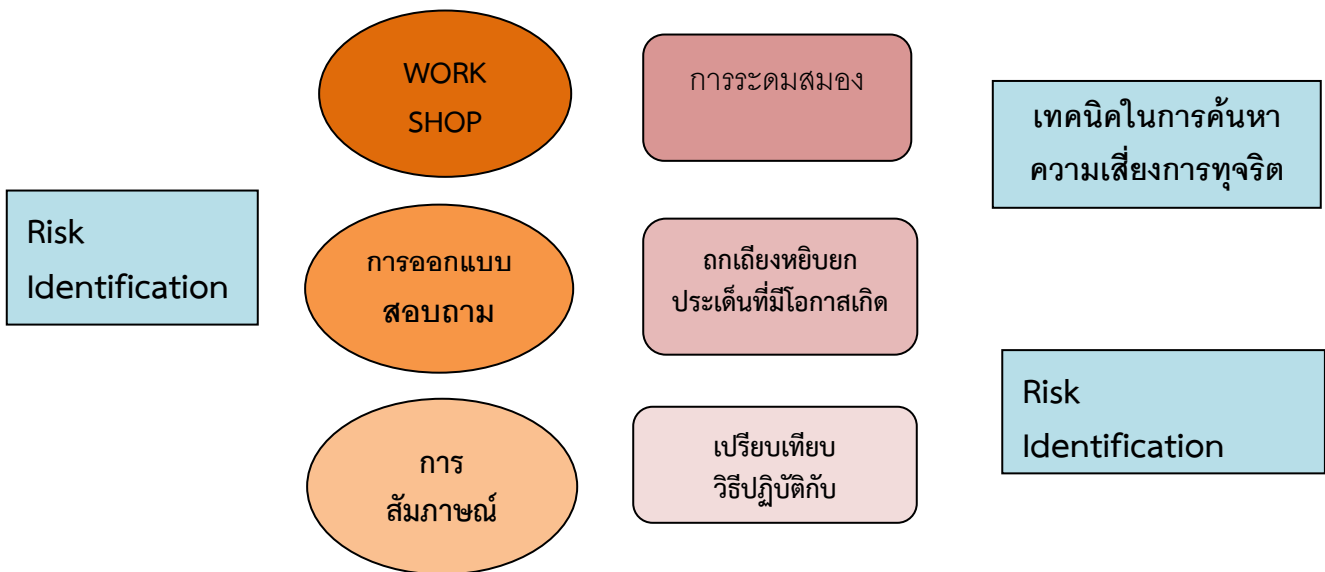 WORK
SHOP
การระดมสมอง
เทคนิคในการค้นหา
ความเสี่ยงการทุจริต
Risk
Identification
การออกแบบ
สอบถาม
ถกเถียงหยิบยก
ประเด็นที่มีโอกาสเกิด
Risk
Identification
การ
สัมภาษณ์
เปรียบเทียบ
วิธีปฏิบัติกับ